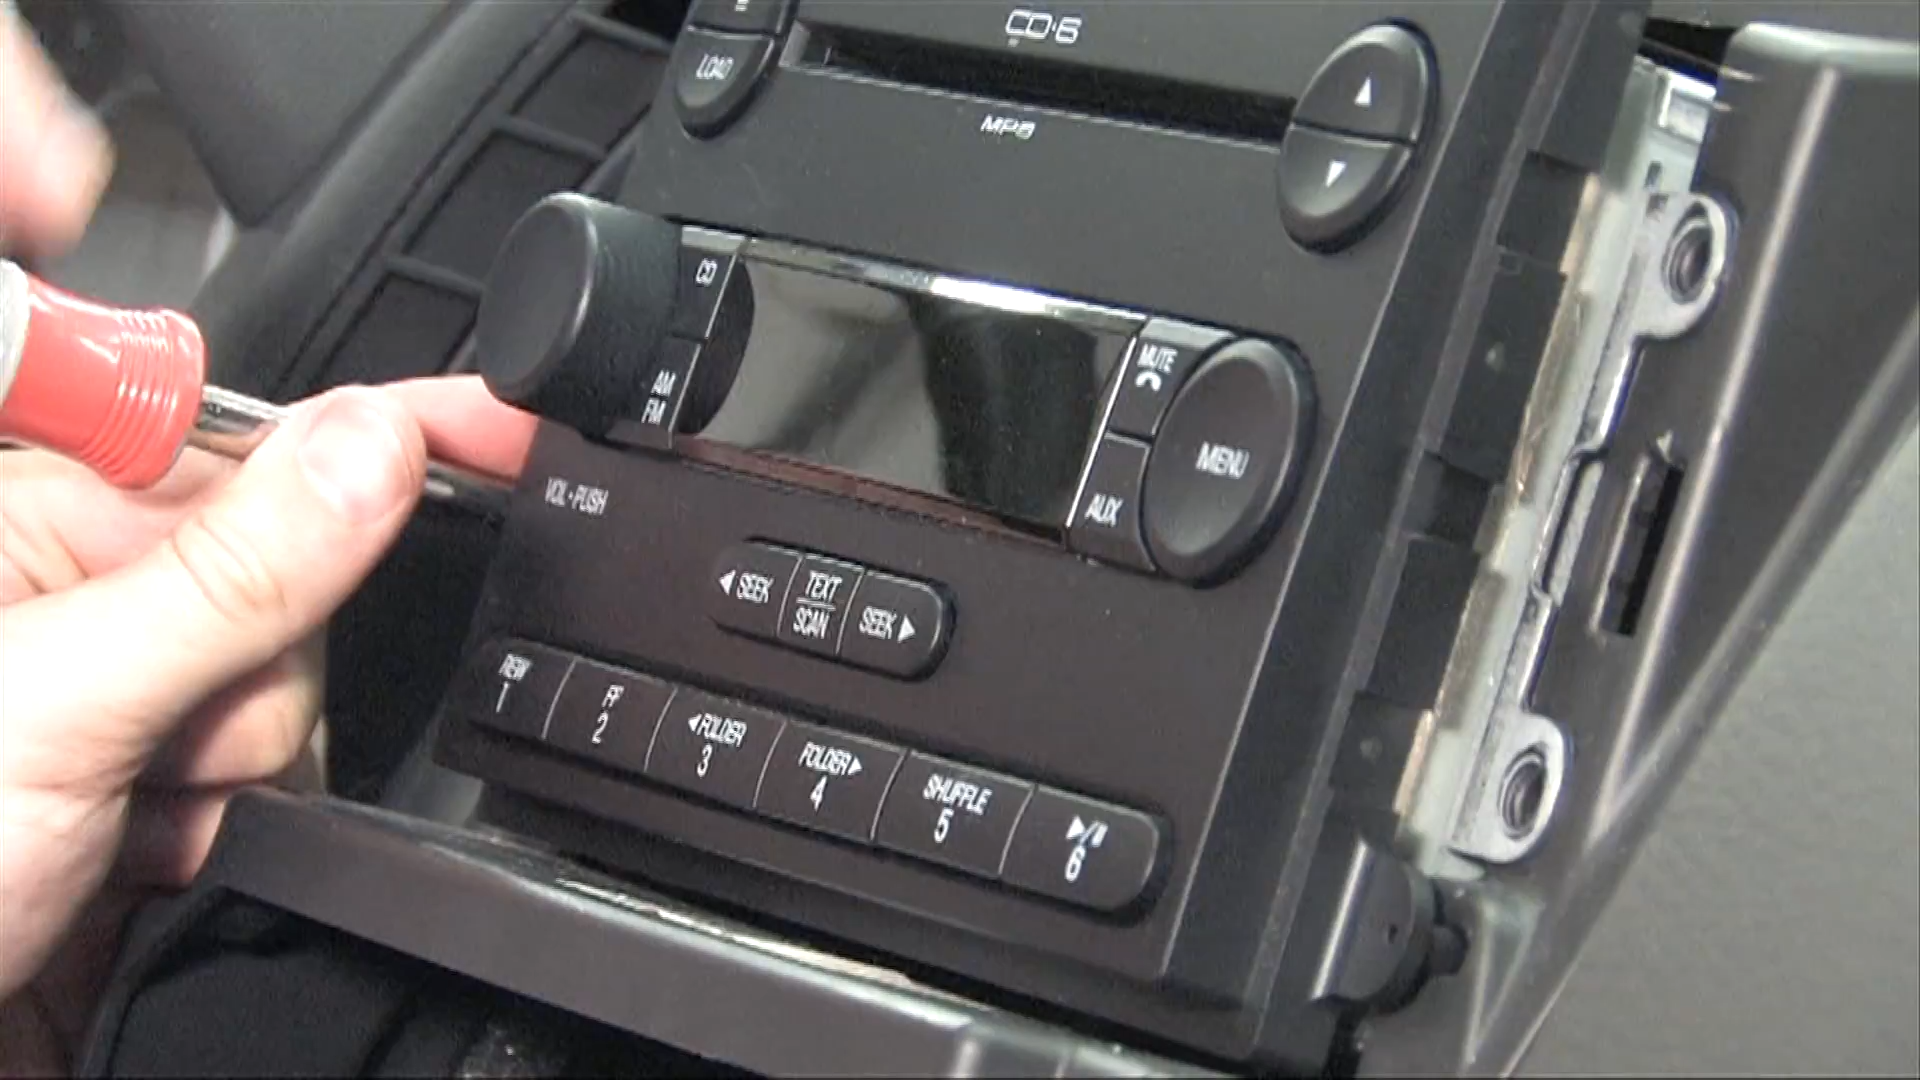 CD·6
LOAD
MP3
CD
MUTE
AM
FM
MENU
AUX
VOL · PUSH
◀ SEEK
TEXT
SCAN
SEEK ▶
REW
1
FF
2
◀ FOLDER
3
FOLDER ▶
4
SHUFFLE
5
▶/II
6